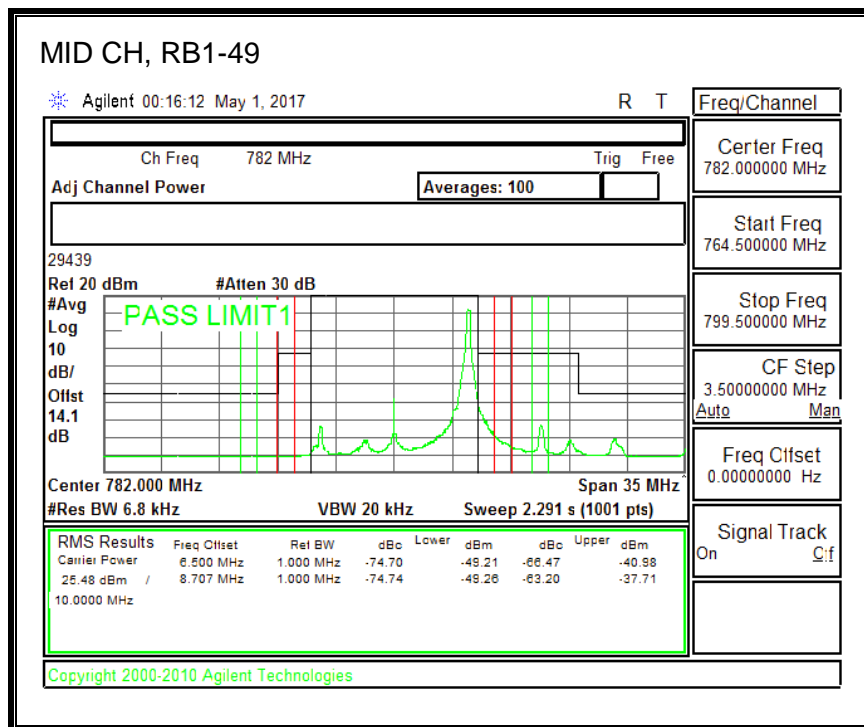 MID CH, RB1-49
Agilent 00:16:12 May 1, 2017 R T
Freq/Channel
Ch Freq 782 MHz Trig Free
Adj Channel Power Averages: 100
Center Freq
782.000000 MHz
Start Freq
764.500000 MHz
Stop Freq
799.500000 MHz
CF Step
3.50000000 MHz
Auto Man
Freq Offset
0.00000000 Hz
Signal Track
On Off
29439
Ref 20 dBm #Atten 30 dB
#Avg
Log
10
dB/
Offst
14.1
dB
PASS LIMIT1
Center 782.000 MHz Span 35 MHz
#Res BW 6.8 kHz VBW 20 kHz Sweep 2.291 s (1001 pts)
RMS Results Freq Offset Ref BW dBc Lower dBm dBc Upper dBm
Carrier Power 6.500 MHz 1.000 MHz -74.70 -49.21 -66.47 -40.98
25.48 dBm / 8.707 MHz 1.000 MHz -74.74 -49.26 -63.20 -37.71
10.0000 MHz
Copyright 2000-2010 Agilent Technologies